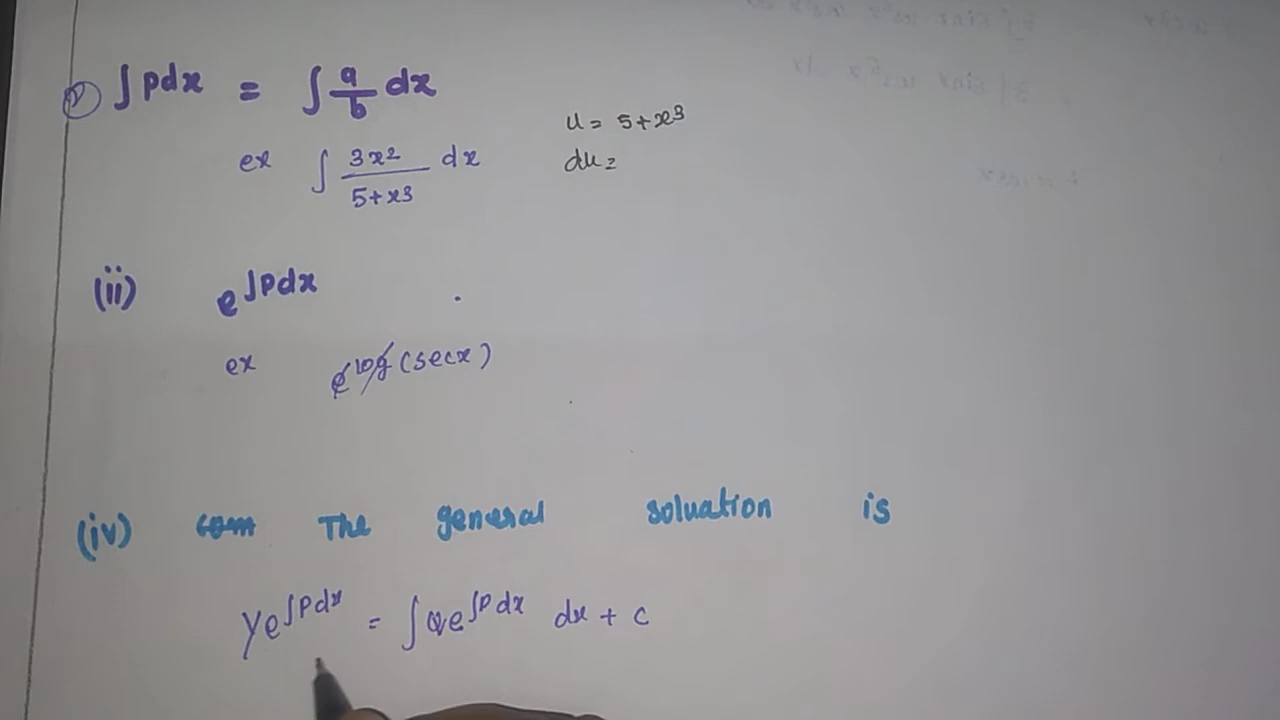 i) ∫pdx = ∫a/b dx
u = 5+x³
ex ∫ 3x²/5+x³ dx
du =
(ii) e^∫pdx
ex e^log(secx)
(iv) com The general soluation is
Ye^∫pdx = ∫Qe^∫pdx dx + c